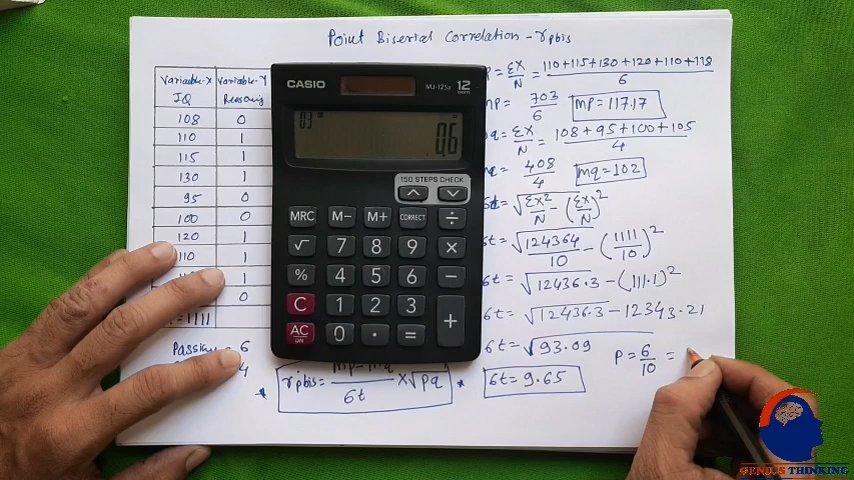 Point Biserial Correlation - rpbis
Variable-X Variable-Y
IQ Reasoning
108 0
110 1
115 1
130 1
95 0
100 0
120 1
110 1
1
0
= 1111
6
4
= ΣX/N = 110+115+130+120+110+118/6
mp = 703/6 mp = 117.17
= ΣX/N = 108+95+100+105/4
408/4 mq = 102
= √ΣX²/N - (ΣX/N)²
6t = √124364/10 - (1111/10)²
6t = √12436.3 - (111.1)²
6t = √12436.3 - 12343.21
6t = √93.09
6t = 9.65
P = 6/10 =
rpbis = mp - mq/6t × √pq
CASIO
MJ-125a 12
03
0.6
150 STEPS CHECK
MRC M- M+ CORRECT ÷
√ 7 8 9 ×
% 4 5 6 −
C 1 2 3 +
AC/ON 0 · =
GENIUS THINKING